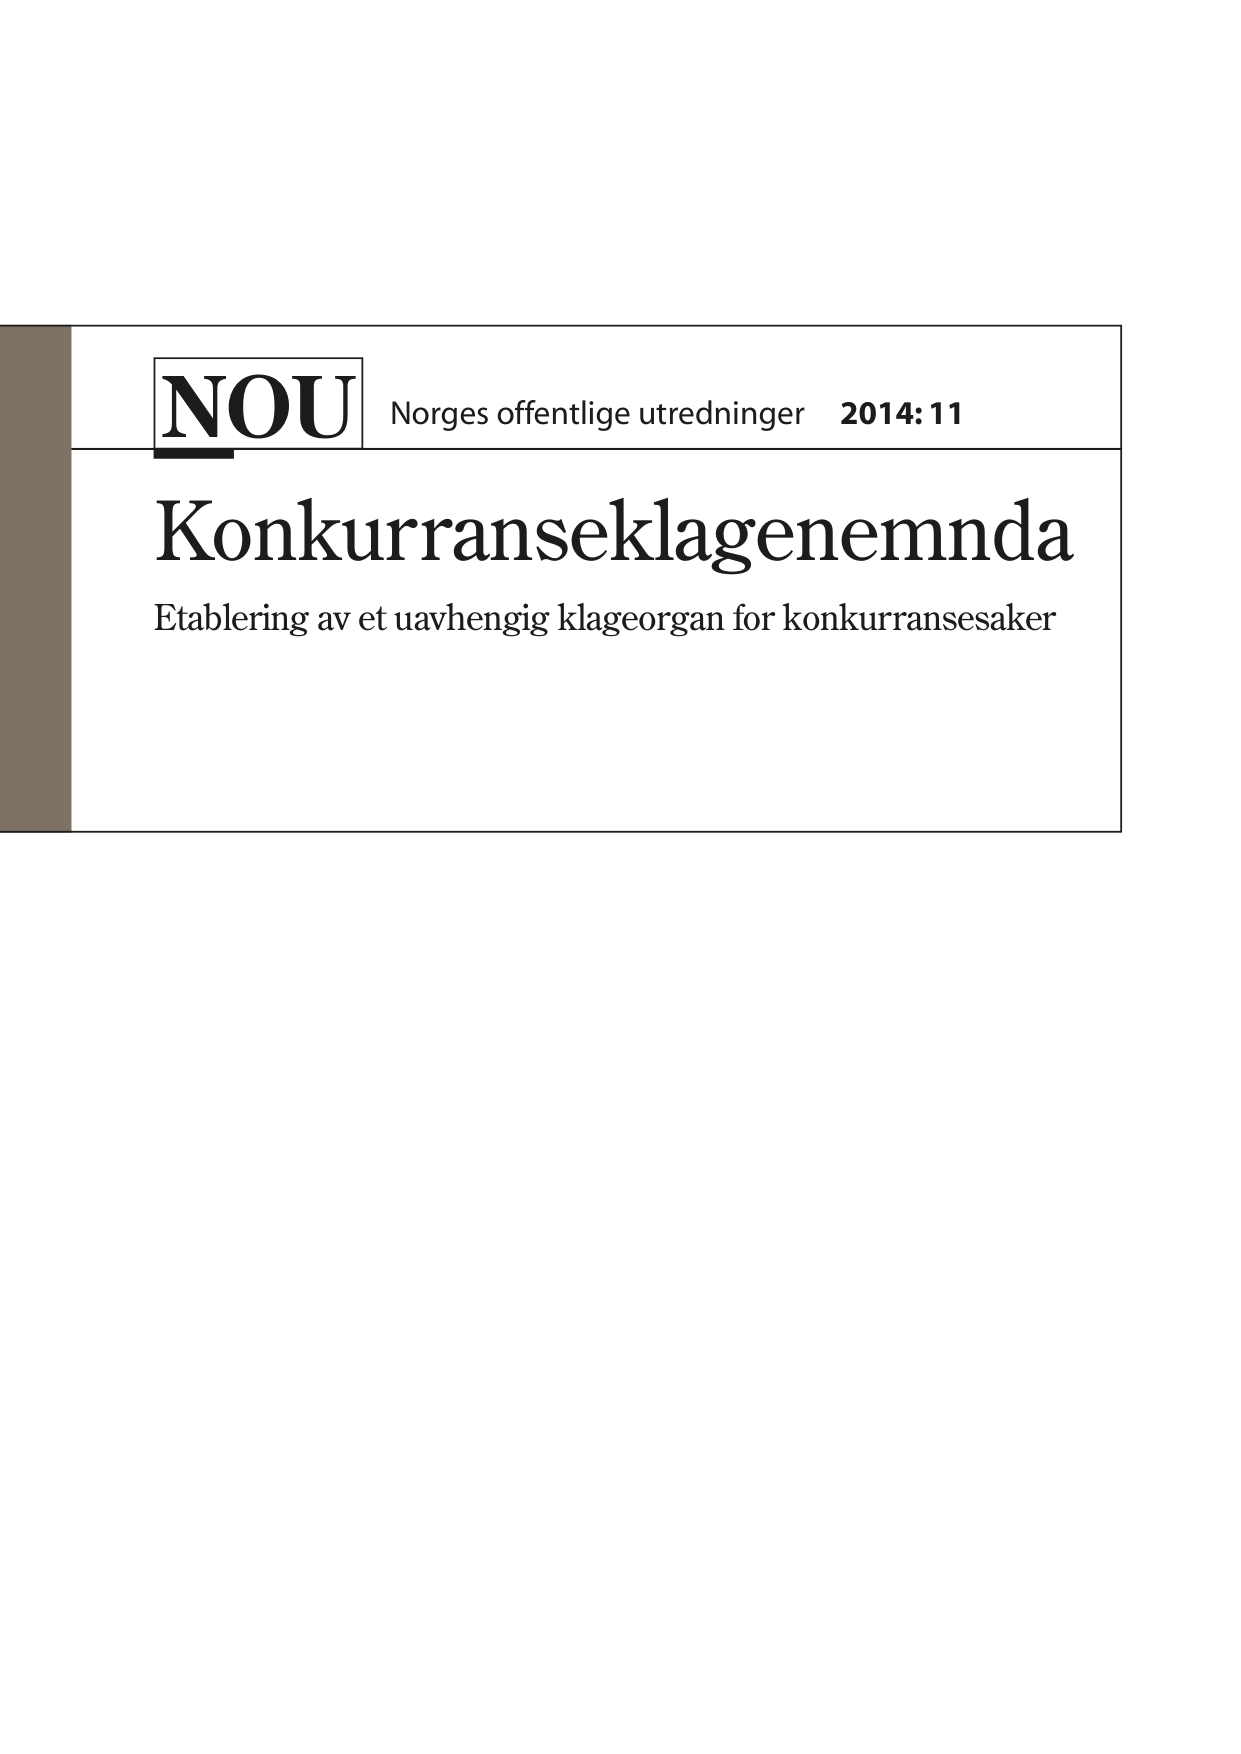 NOU Norges offentlige utredninger 2014: 11
Konkurranseklagenemnda
Etablering av et uavhengig klageorgan for konkurransesaker